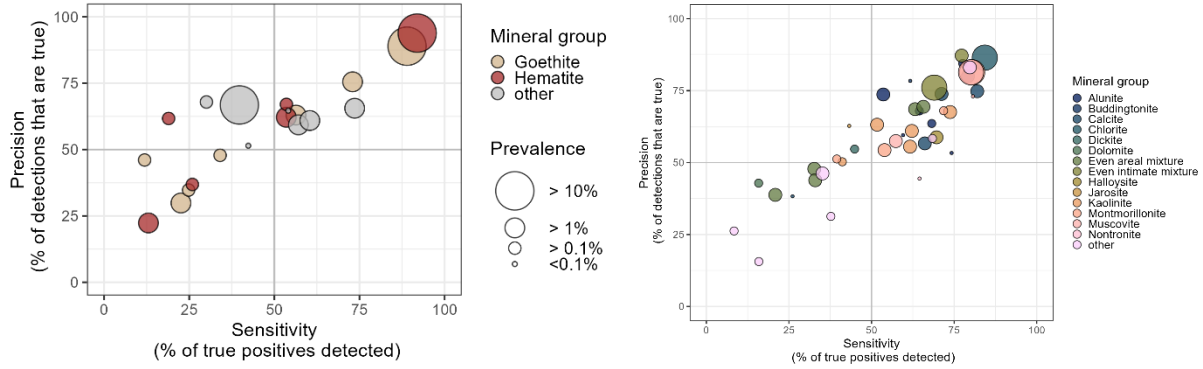 100
75
50
25
0
Precision
(% of detections that are true)
0
25
50
75
100
Sensitivity
(% of true positives detected)
Mineral group
Goethite
Hematite
other
Prevalence
> 10%
> 1%
> 0.1%
<0.1%
100
75
50
25
0
Precision
(% of detections that are true)
0
25
50
75
100
Sensitivity
(% of true positives detected)
Mineral group
Alunite
Buddingtonite
Calcite
Chlorite
Dickite
Dolomite
Even areal mixture
Even intimate mixture
Halloysite
Jarosite
Kaolinite
Montmorillonite
Muscovite
Nontronite
other